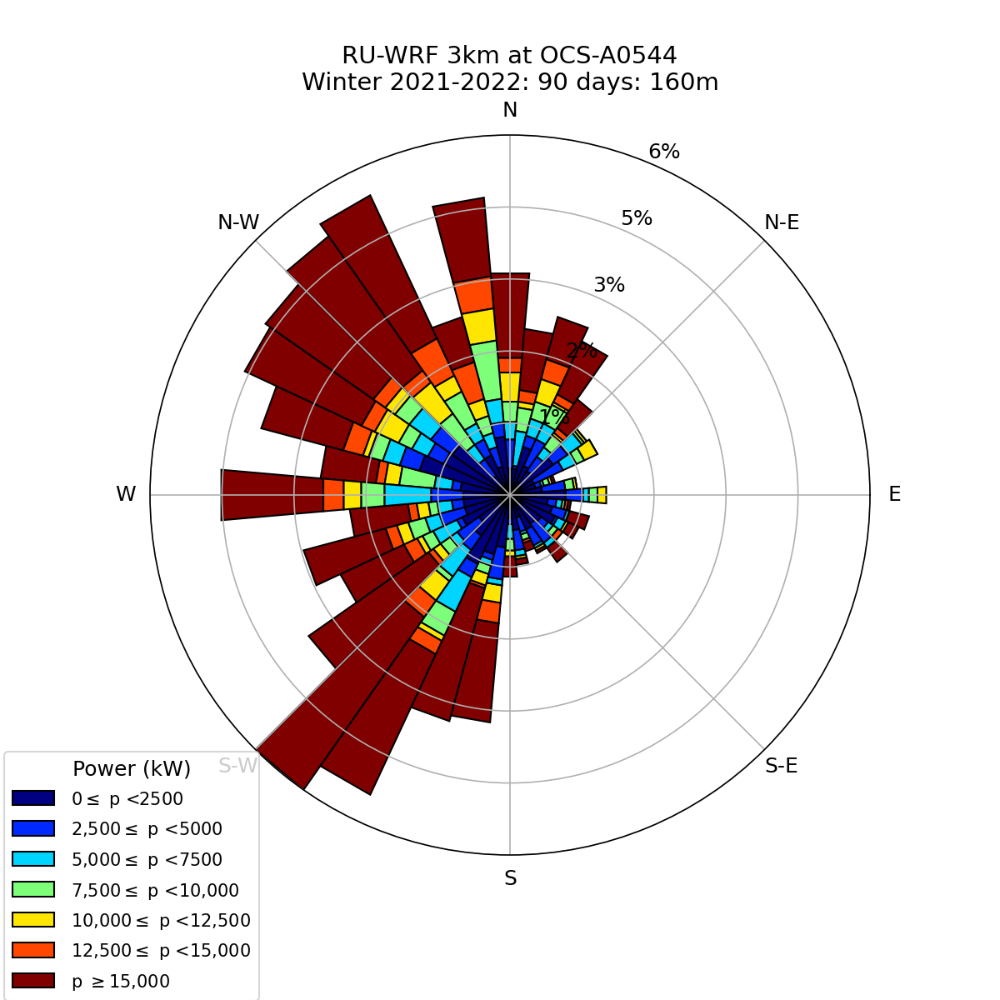 RU-WRF 3km at OCS-A0544
Winter 2021-2022: 90 days: 160m
N
6%
N-W
5%
N-E
3%
2%
1%
W
E
S-W
S-E
S
Power (kW)
0≤ p <2500
2,500≤ p <5000
5,000≤ p <7500
7,500≤ p <10,000
10,000≤ p <12,500
12,500≤ p <15,000
p ≥15,000